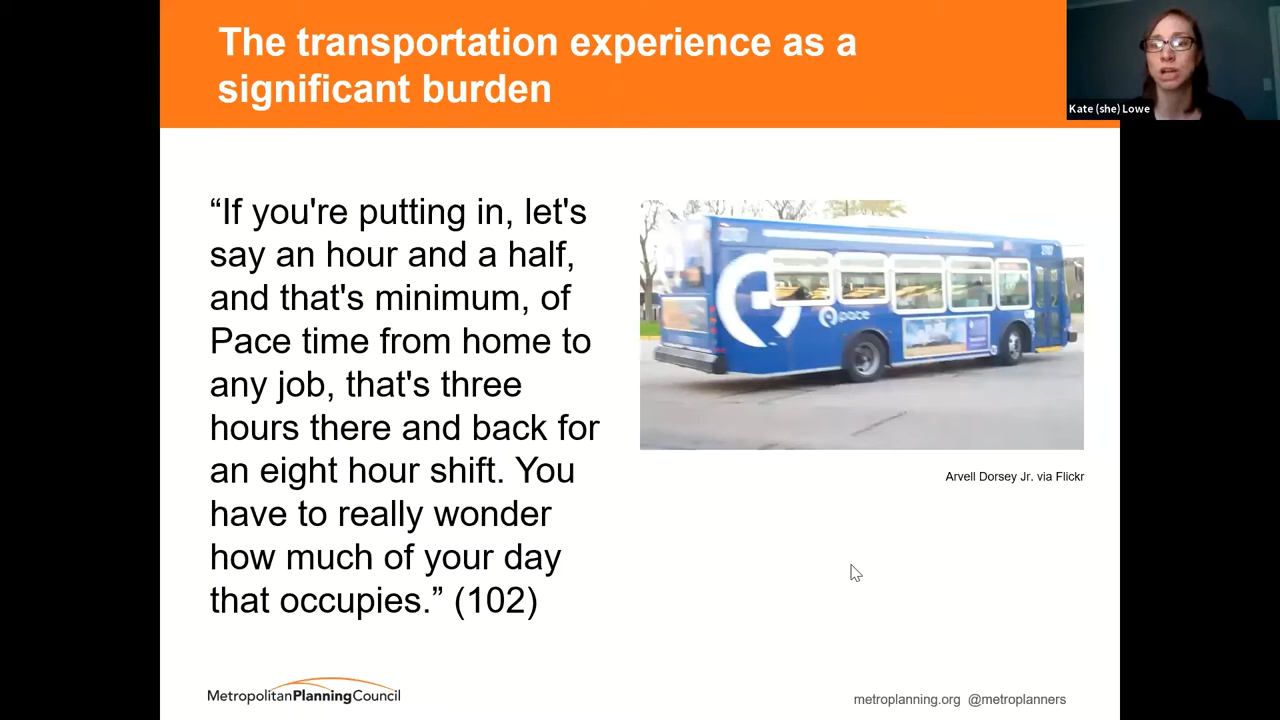 The transportation experience as a
significant burden
Kate (she) Lowe
“If you're putting in, let's
say an hour and a half,
and that's minimum, of
Pace time from home to
any job, that's three
hours there and back for
an eight hour shift. You
have to really wonder
how much of your day
that occupies.” (102)
pace
Arvell Dorsey Jr. via Flickr
MetropolitanPlanningCouncil
metroplanning.org @metroplanners